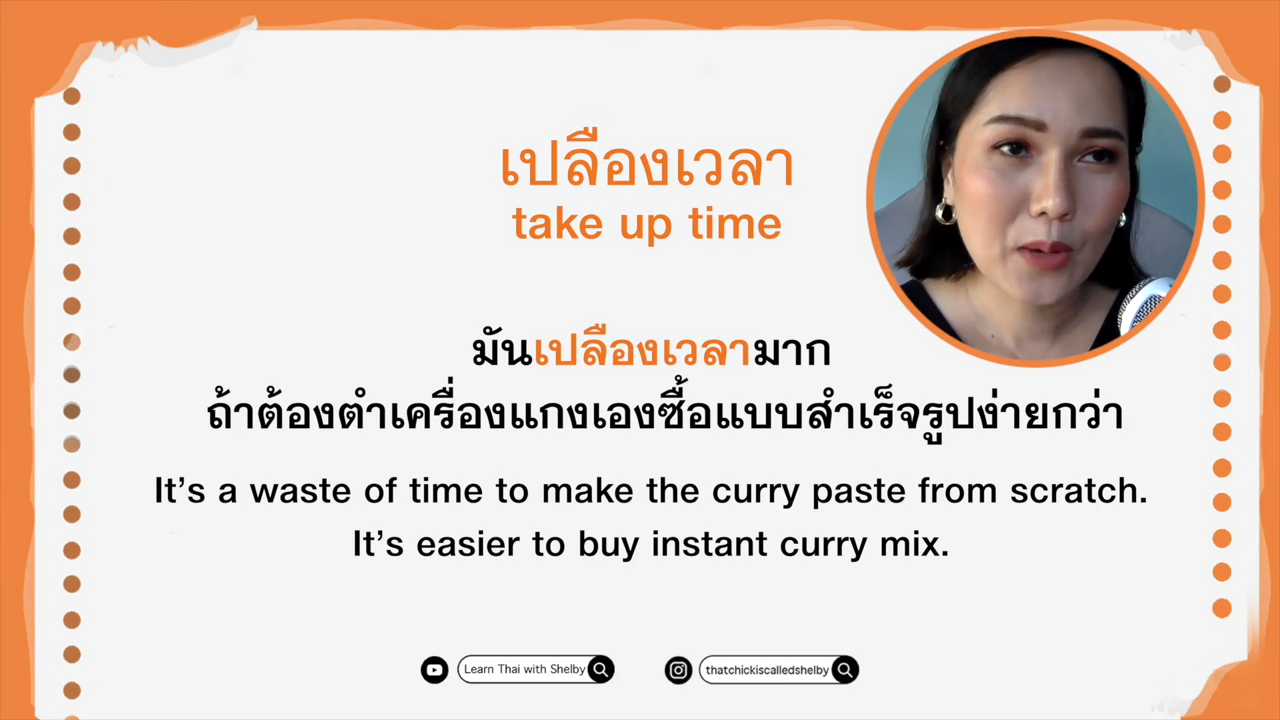 เปลืองเวลา
take up time
มันเปลืองเวลามาก
ถ้าต้องตำเครื่องแกงเองซื้อแบบสำเร็จรูปง่ายกว่า
It's a waste of time to make the curry paste from scratch.
It's easier to buy instant curry mix.
Learn Thai with Shelby
thatchickiscalledshelby